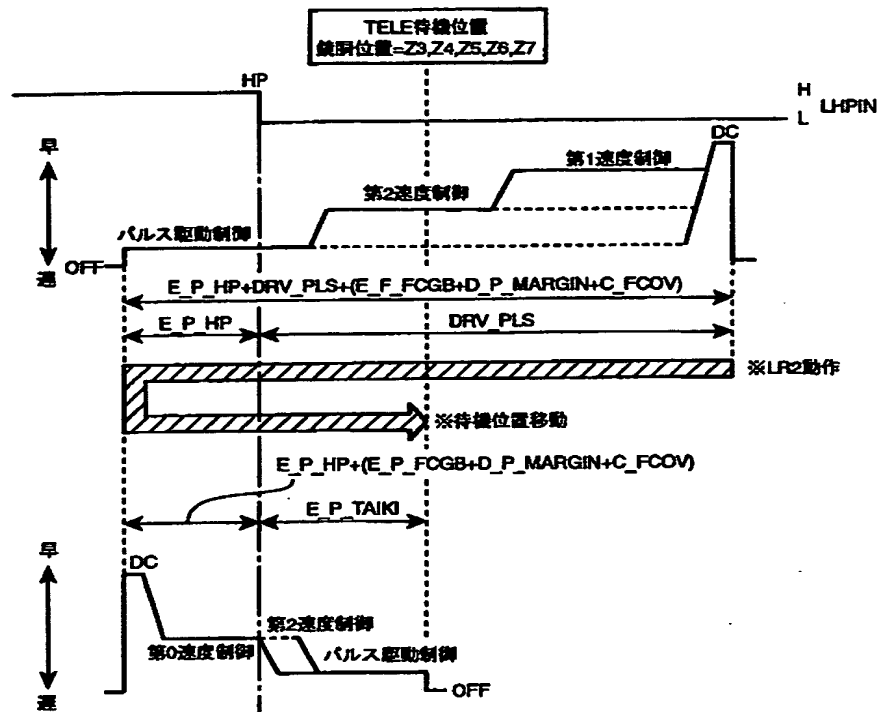 TELE待機位置
鏡胴位置=Z3,Z4,Z5,Z6,Z7
HP
H
L
LHPIN
DC
早
第1速度制御
第2速度制御
パルス駆動制御
OFF
遅
E_P_HP+DRV_PLS+(E_F_FCGB+D_P_MARGIN+C_FCOV)
E_P_HP
DRV_PLS
※LR2動作
※待機位置移動
E_P_HP+(E_P_FCGB+D_P_MARGIN+C_FCOV)
E_P_TAIKI
早
DC
第2速度制御
第0速度制御
パルス駆動制御
OFF
遅